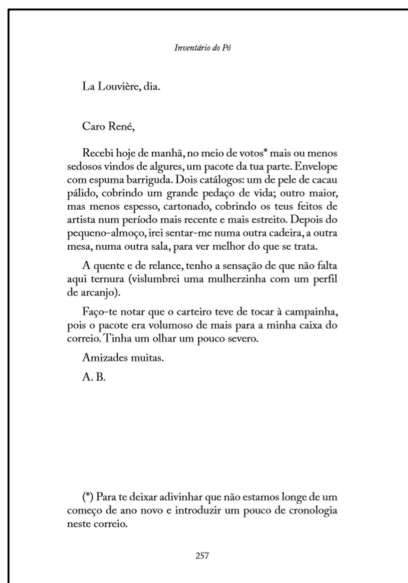 Inventário do Pó
La Louvière, dia.
Caro René,
Recebi hoje de manhã, no meio de votos* mais ou menos
sedosos vindos de algures, um pacote da tua parte. Envelope
com espuma barriguda. Dois catálogos: um de pele de cacau
pálido, cobrindo um grande pedaço de vida; outro maior,
mas menos espesso, cartonado, cobrindo os teus feitos de
artista num período mais recente e mais estreito. Depois do
pequeno-almoço, irei sentar-me numa outra cadeira, a outra
mesa, numa outra sala, para ver melhor do que se trata.
A quente e de relance, tenho a sensação de que não falta
aqui ternura (vislumbrei uma mulherzinha com um perfil
de arcanjo).
Faço-te notar que o carteiro teve de tocar à campainha,
pois o pacote era volumoso de mais para a minha caixa do
correio. Tinha um olhar um pouco severo.
Amizades muitas.
A. B.
(*) Para te deixar adivinhar que não estamos longe de um
começo de ano novo e introduzir um pouco de cronologia
neste correio.
257